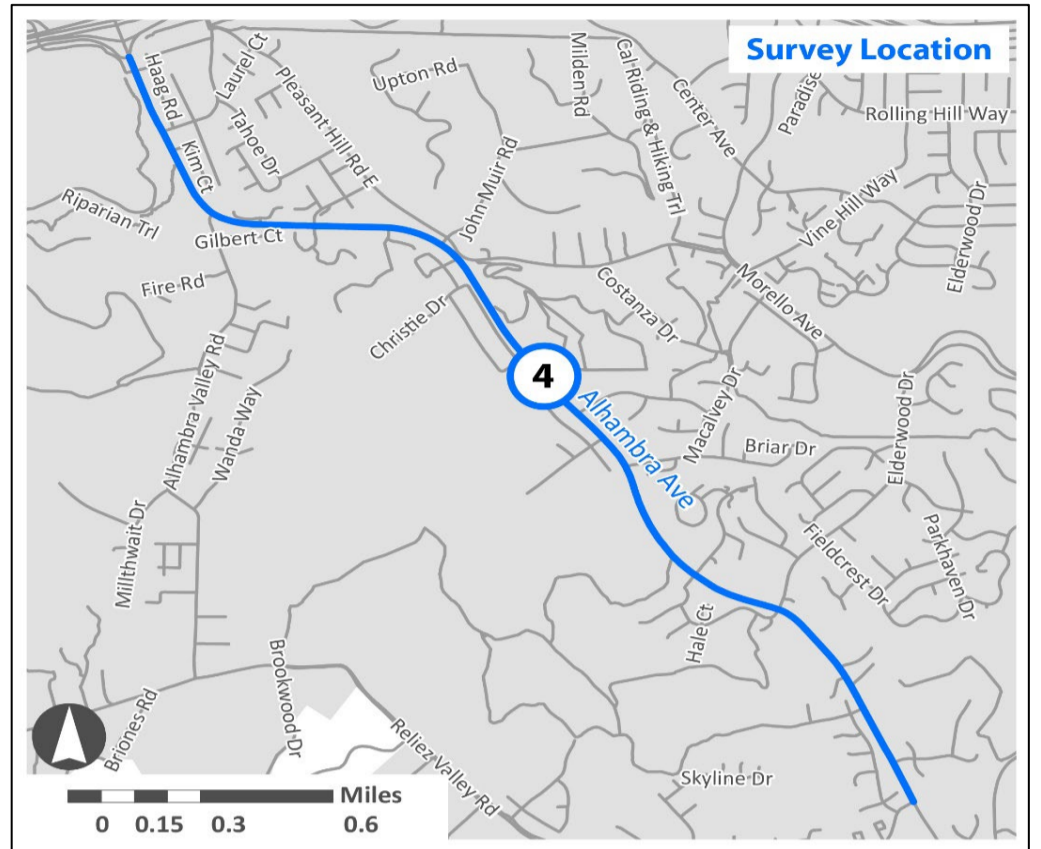 Survey Location
Haag Rd
Laurel Ct
Pleasant Hill Rd E
Upton Rd
Milden Rd
Cal Riding & Hiking Trl
Center Ave
Paradise
Rolling Hill Way
Tahoe Dr
Kim Ct
John Muir Rd
Vine Hill Way
Elderwood Dr
Riparian Trl
Gilbert Ct
Fire Rd
Christie Dr
Costanza Dr
Morello Ave
Alhambra Valley Rd
Wanda Way
4
Alhambra Ave
Macalvey Dr
Briar Dr
Elderwood Dr
Millthwait Dr
Fieldcrest Dr
Parkhaven Dr
Hale Ct
Briones Rd
Brookwood Dr
Reliez Valley Rd
Skyline Dr
Miles
0 0.15 0.3 0.6